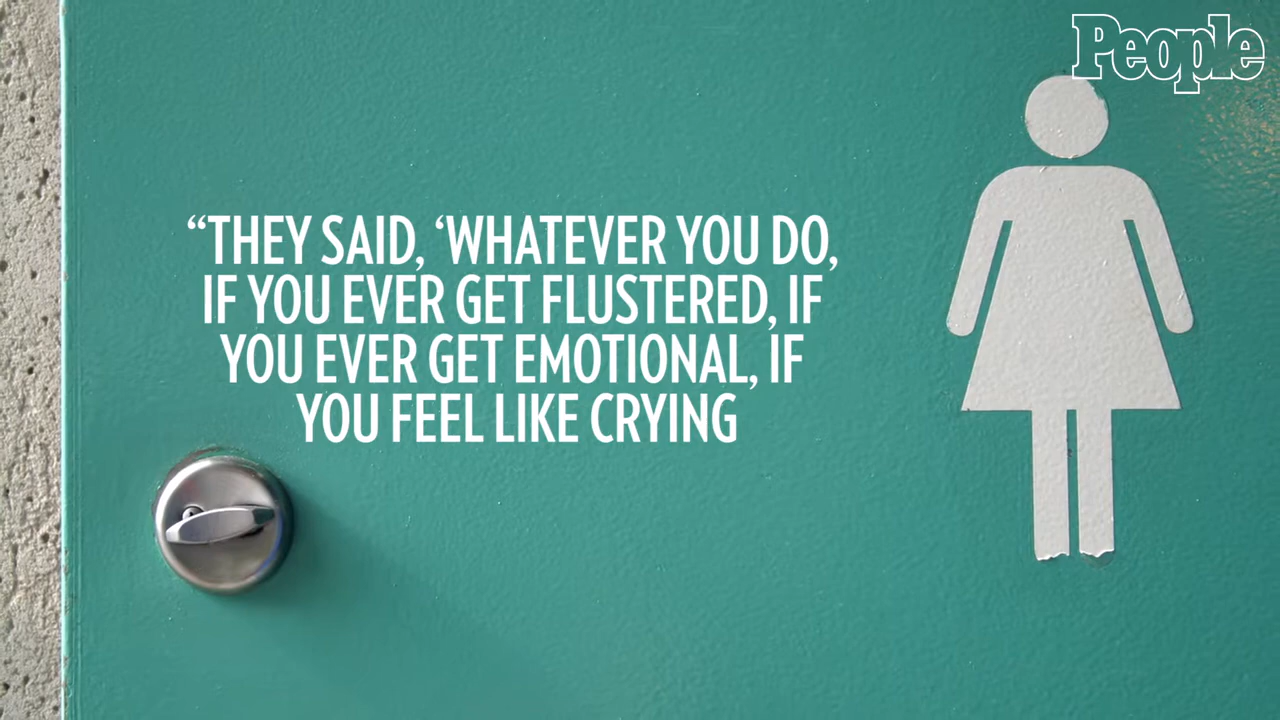 People
“THEY SAID, ‘WHATEVER YOU DO,
IF YOU EVER GET FLUSTERED, IF
YOU EVER GET EMOTIONAL, IF
YOU FEEL LIKE CRYING